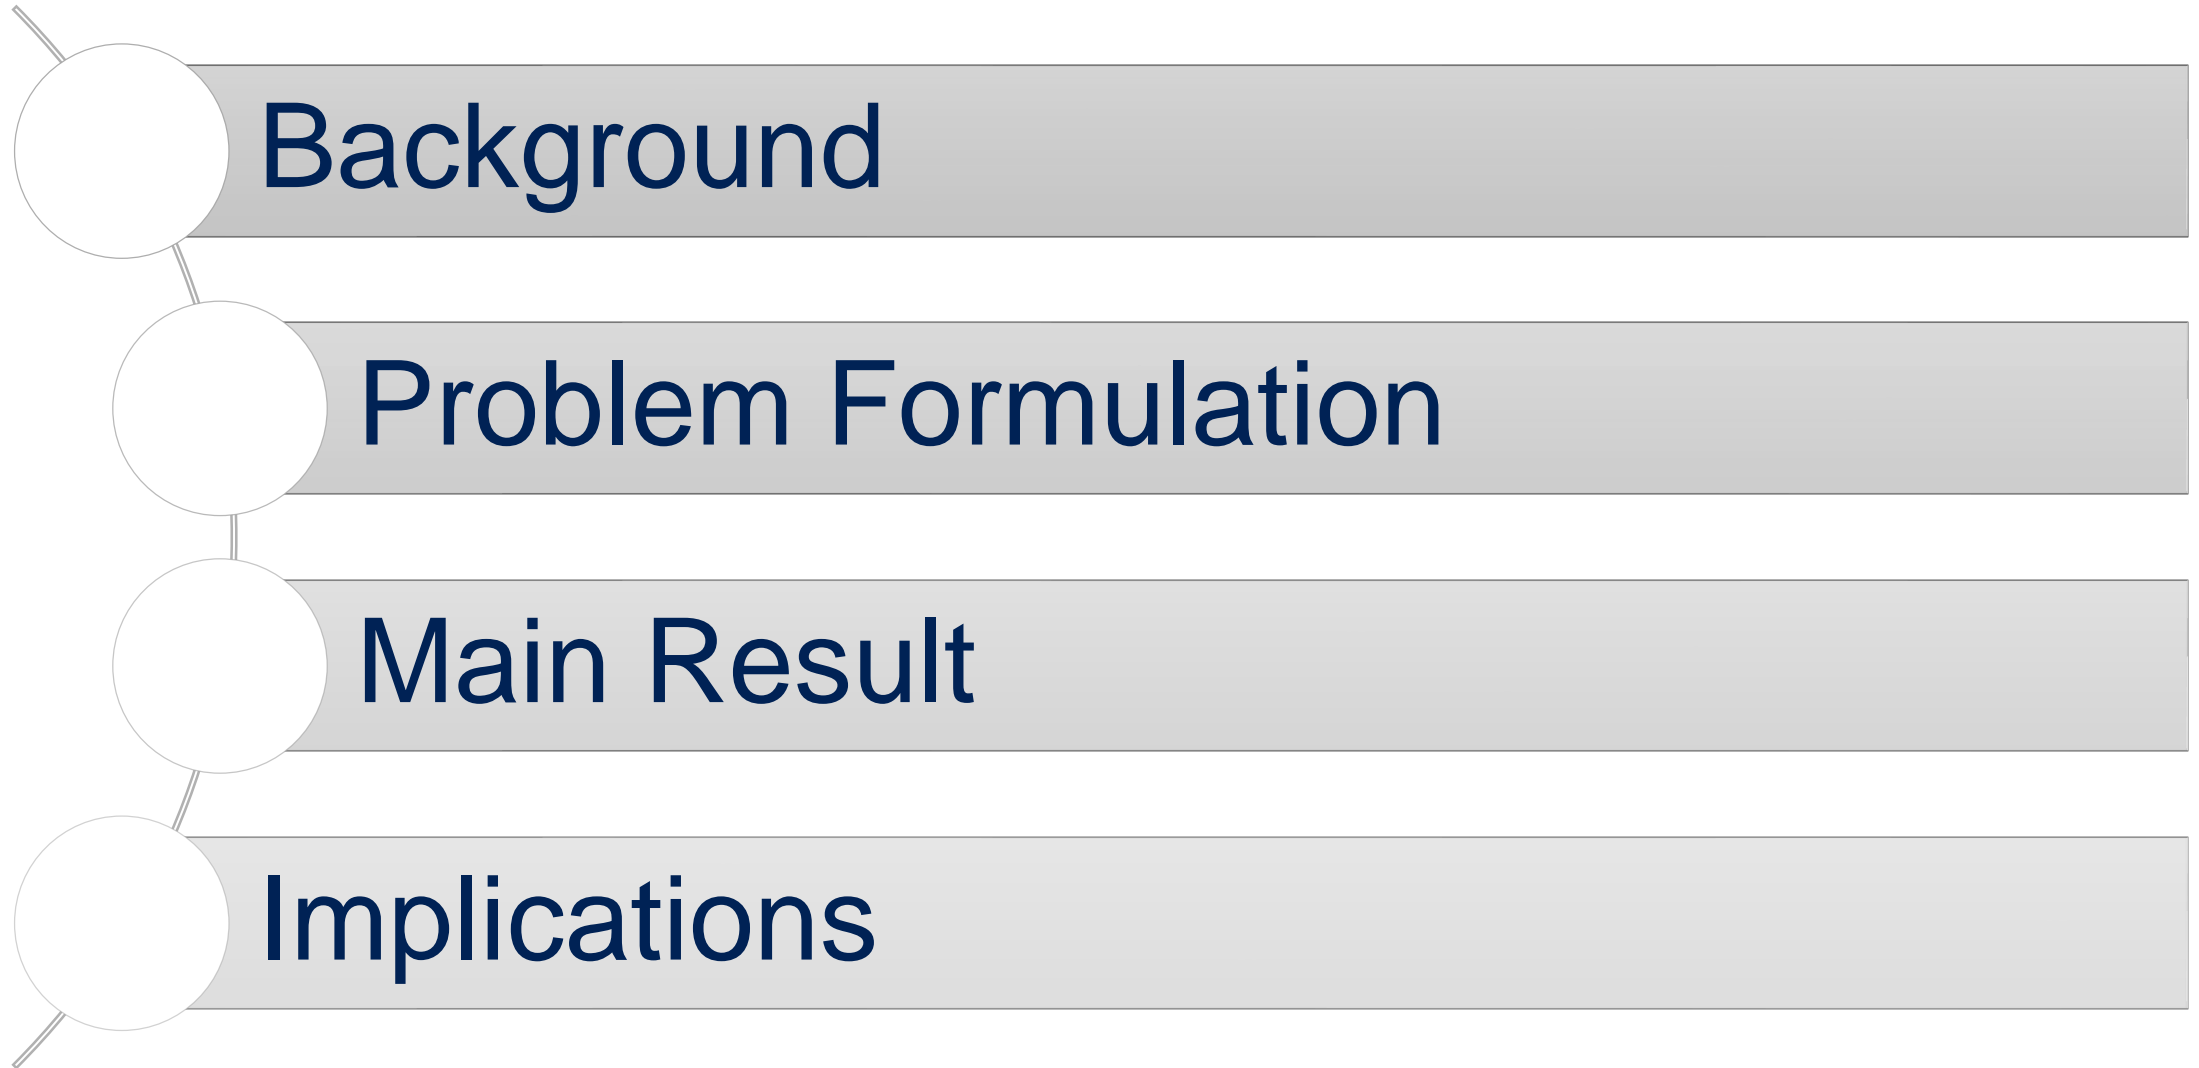 Background
Problem Formulation
Main Result
Implications